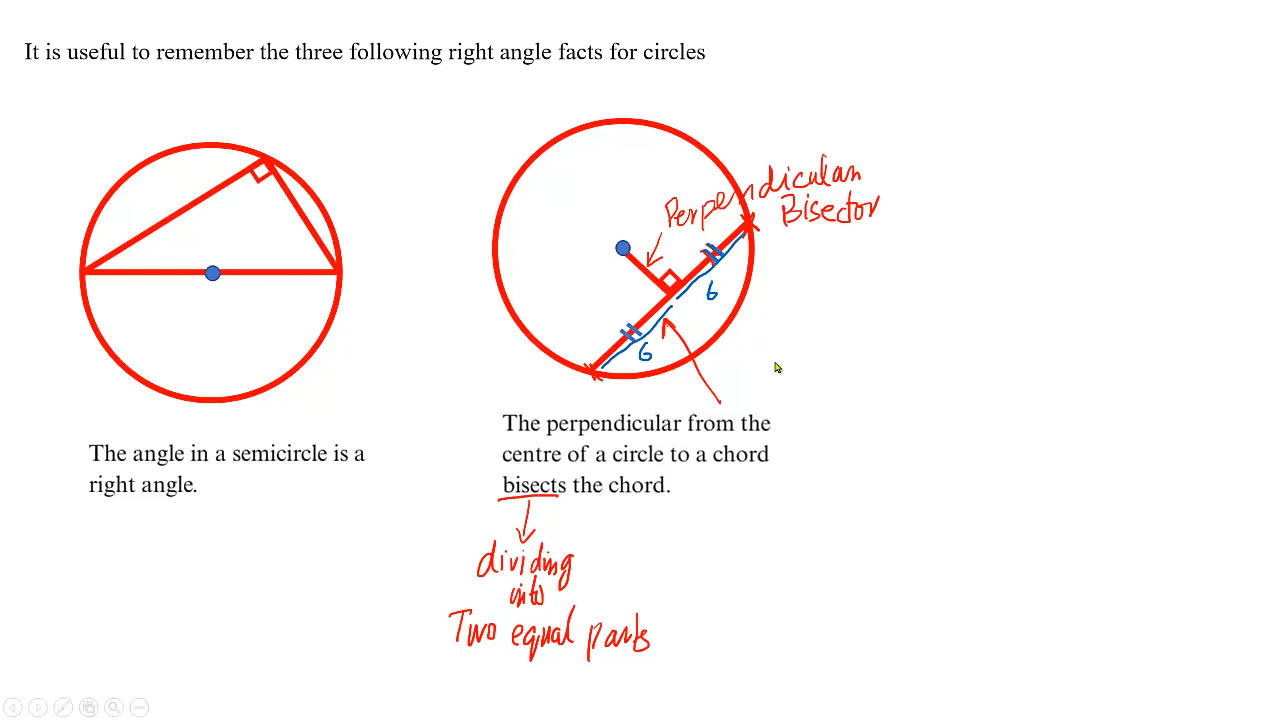 It is useful to remember the three following right angle facts for circles
Perpendicular
Bisector
6
6
The angle in a semicircle is a
right angle.
The perpendicular from the
centre of a circle to a chord
bisects the chord.
dividing
into
Two equal parts